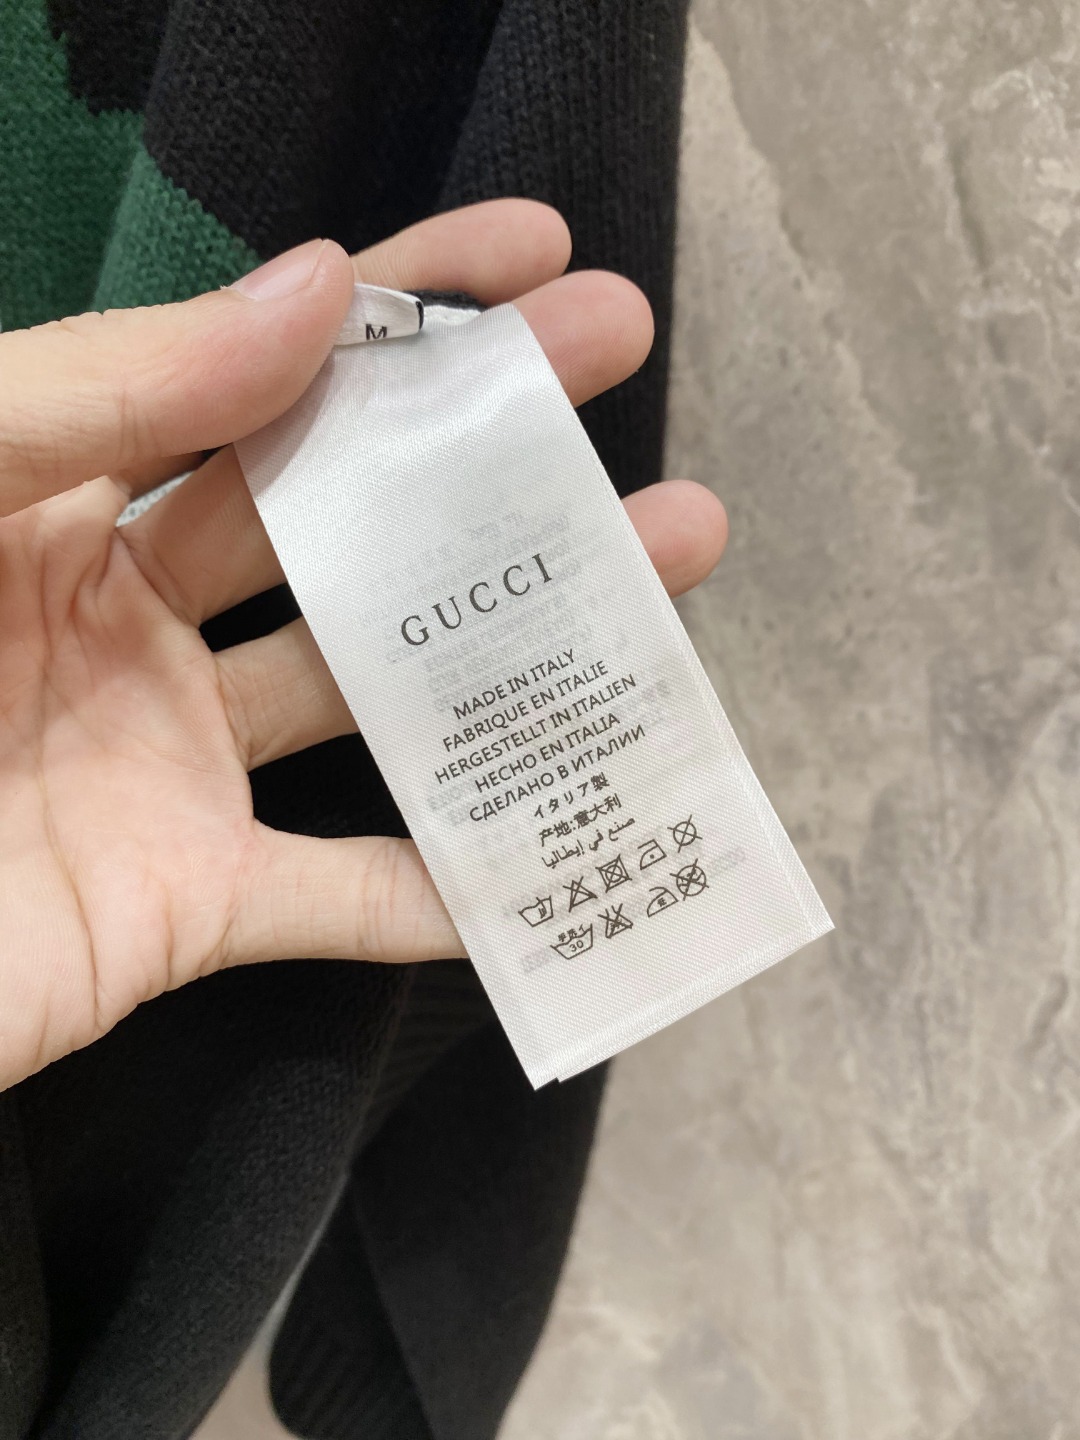 M
GUCCI
MADE IN ITALY
FABRIQUE EN ITALIE
HERGESTELLT IN ITALIEN
HECHO EN ITALIA
СДЕЛАНО В ИТАЛИИ
イタリア製
产地:意大利
صنع في إيطاليا
30